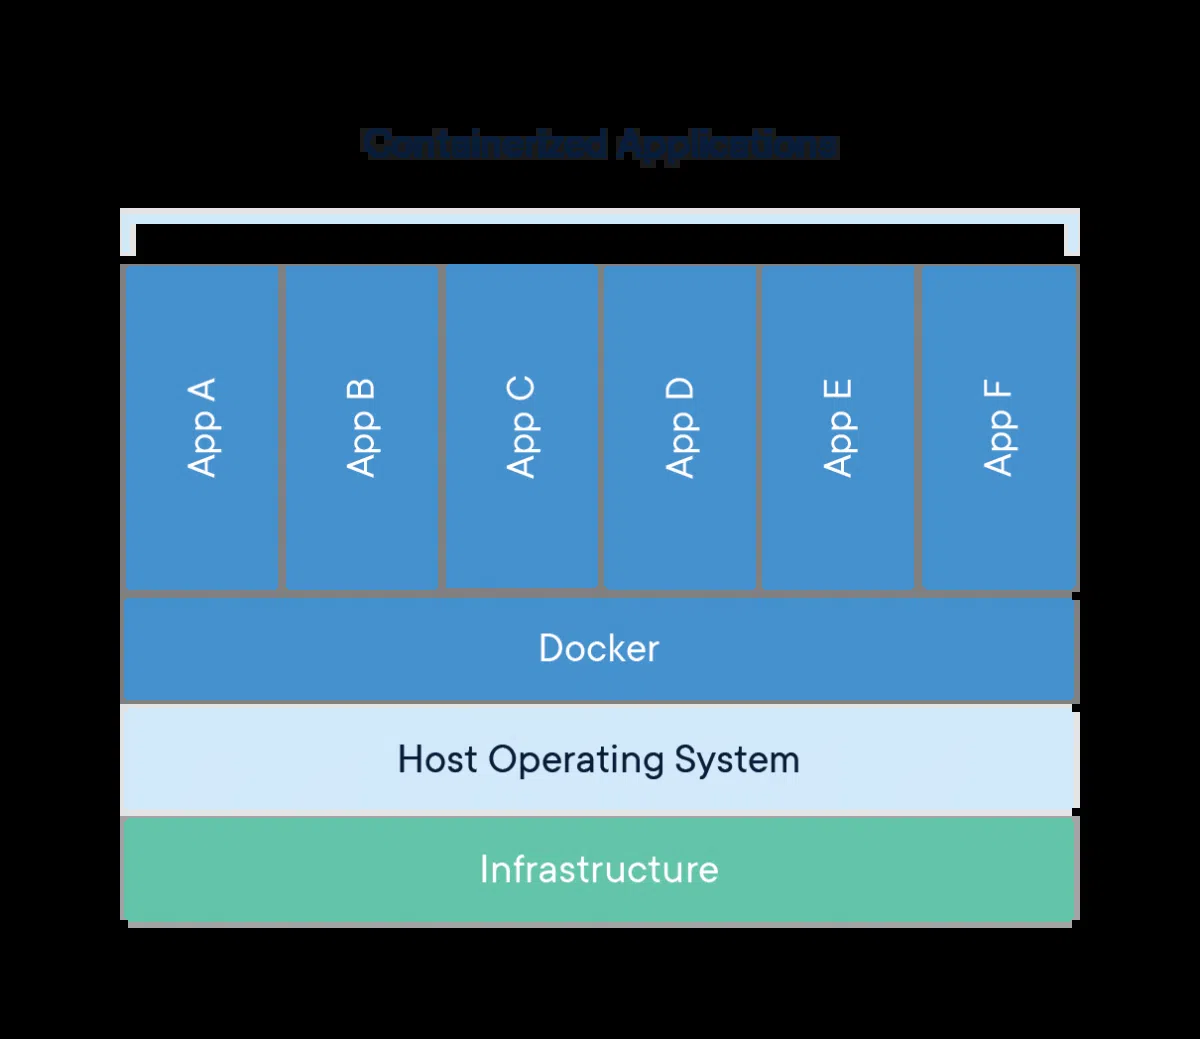 Containerized Applications
App A
App B
App C
App D
App E
App F
Docker
Host Operating System
Infrastructure